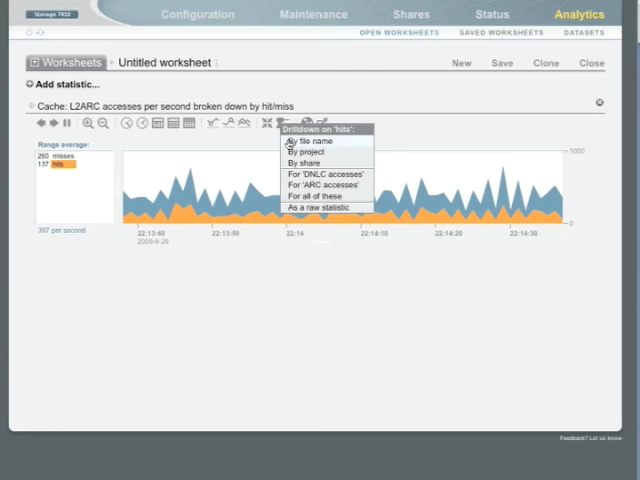 Storage 7410
Configuration Maintenance Shares Status Analytics
OPEN WORKSHEETS SAVED WORKSHEETS DATASETS
Worksheets Untitled worksheet New Save Clone Close
Add statistic...
Cache: L2ARC accesses per second broken down by hit/miss
Range average:
260 misses
137 hits
397 per second
Drilldown on 'hits':
By file name
By project
By share
For 'DNLC accesses'
For 'ARC accesses'
For all of these
As a raw statistic
1000
0
22:13:40 22:13:50 22:14 22:14:10 22:14:20 22:14:30
2009-6-26
Feedback? Let us know